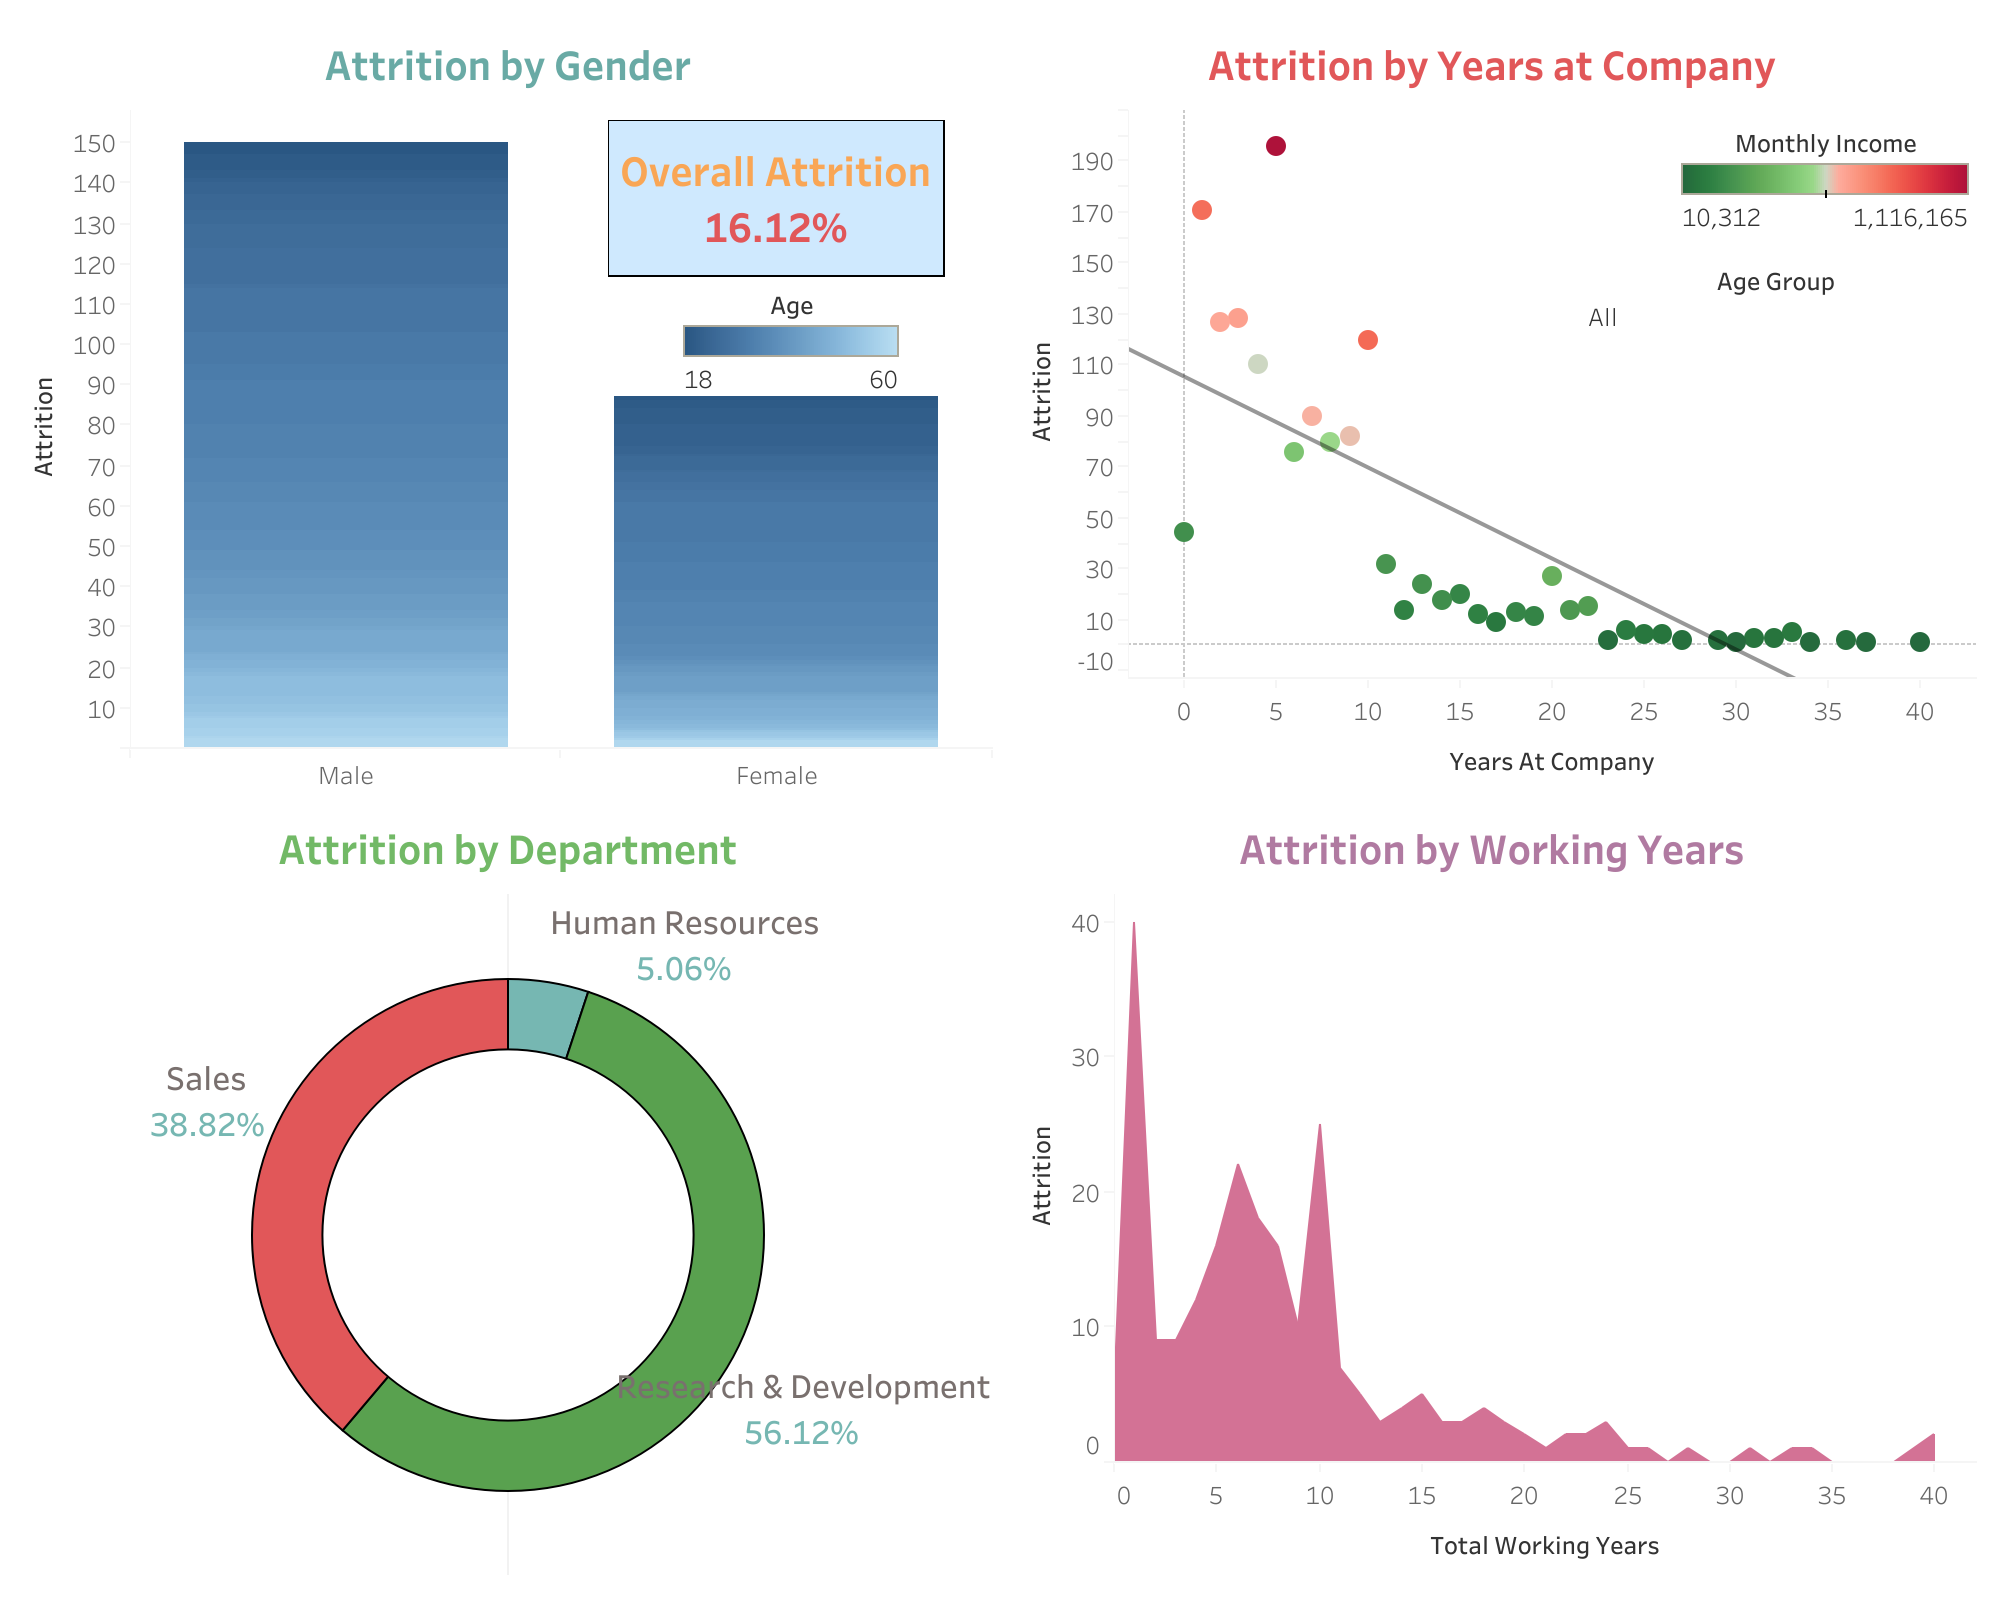 Attrition by Gender
Attrition
150
140
130
120
110
100
90
80
70
60
50
40
30
20
10
Male
Female
Overall Attrition
16.12%
Age
18 60
Attrition by Years at Company
Attrition
190
170
150
130
110
90
70
50
30
10
-10
0 5 10 15 20 25 30 35 40
Years At Company
Monthly Income
10,312 1,116,165
Age Group
All
Attrition by Department
Human Resources
5.06%
Sales
38.82%
Research & Development
56.12%
Attrition by Working Years
Attrition
40
30
20
10
0
0 5 10 15 20 25 30 35 40
Total Working Years